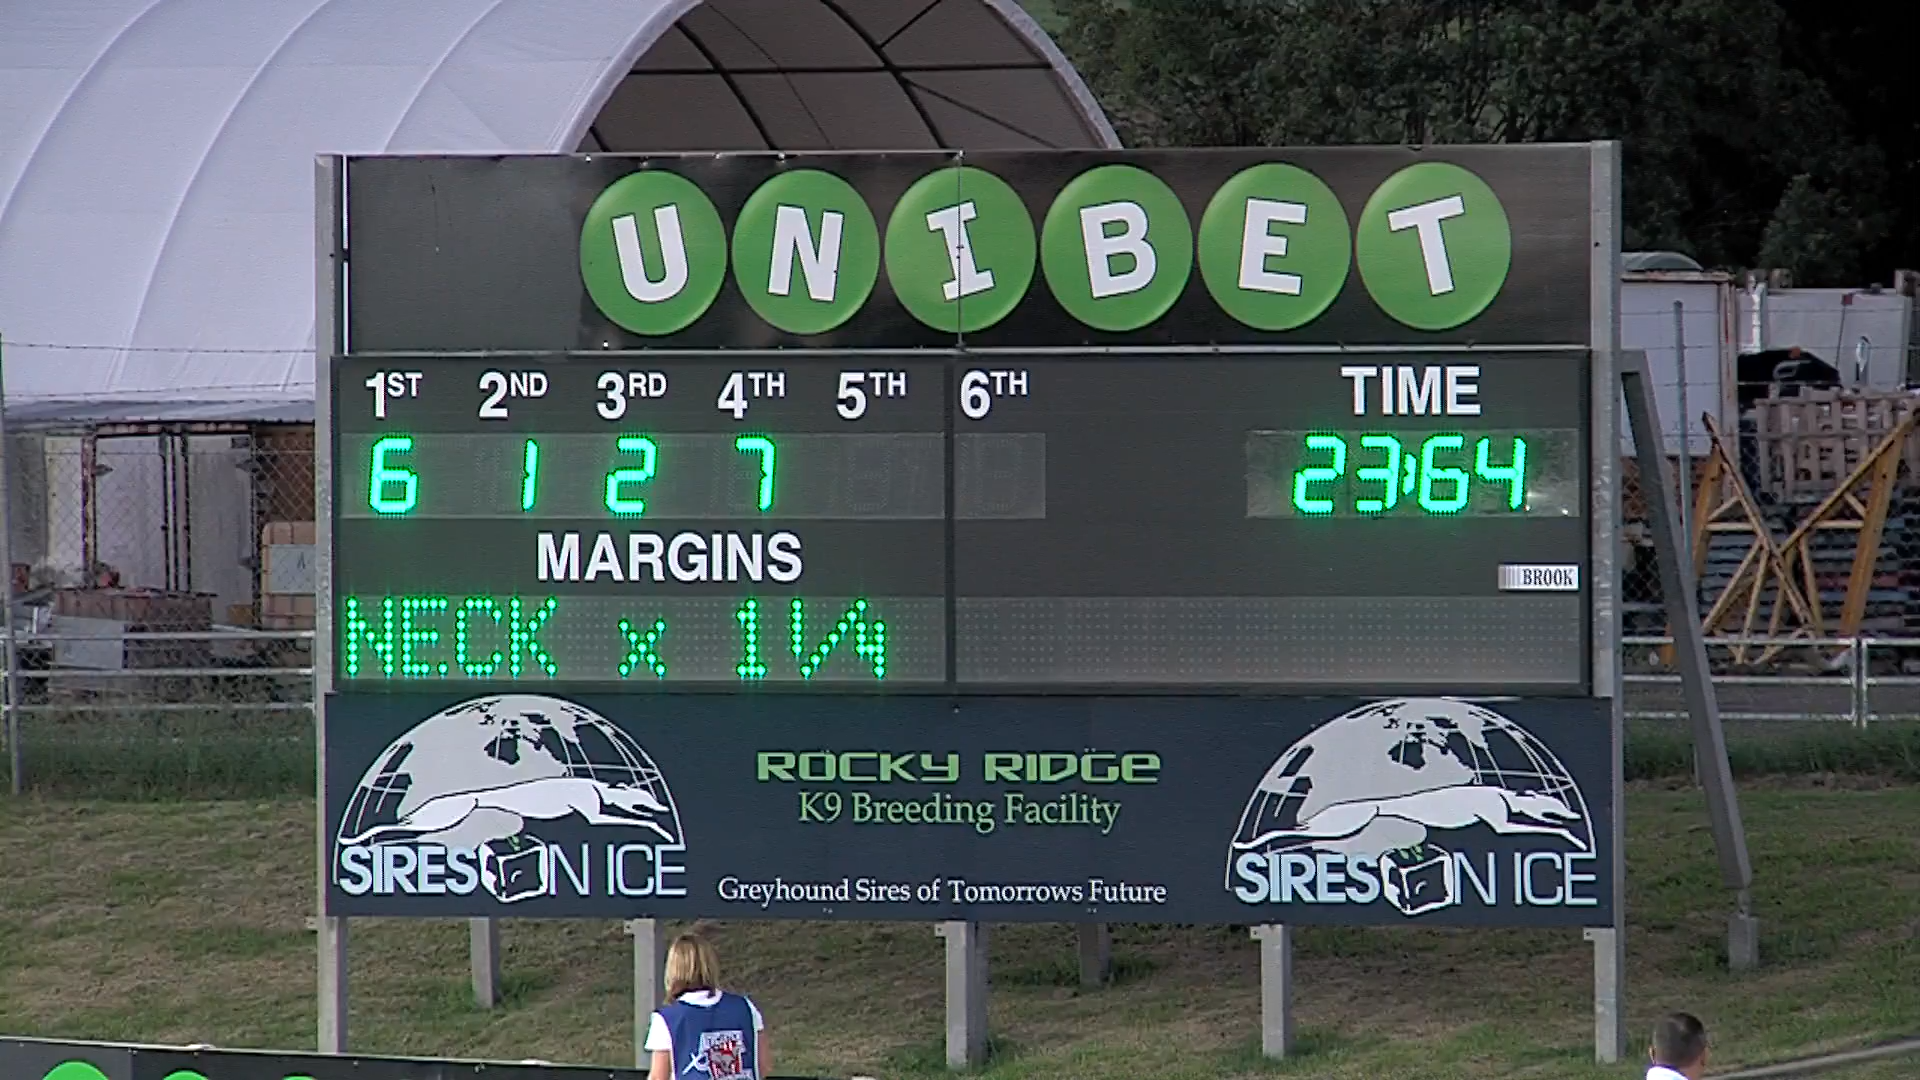 UNIBET
1ST 2ND 3RD 4TH 5TH 6TH TIME
6 1 2 7 23:64
MARGINS
BROOK
NECK x 1 1/4
ROCKY RIDGE
K9 Breeding Facility
SIRES ON ICE
Greyhound Sires of Tomorrows Future
SIRES ON ICE